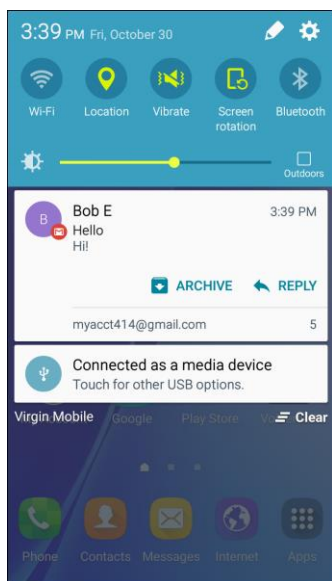 3:39 PM Fri, October 30
Wi-Fi Location Vibrate Screen rotation Bluetooth
Outdoors
B Bob E 3:39 PM
Hello
Hi!
ARCHIVE REPLY
myacct414@gmail.com 5
Connected as a media device
Touch for other USB options.
Virgin Mobile Google Play Store Clear
Phone Contacts Messages Internet Apps